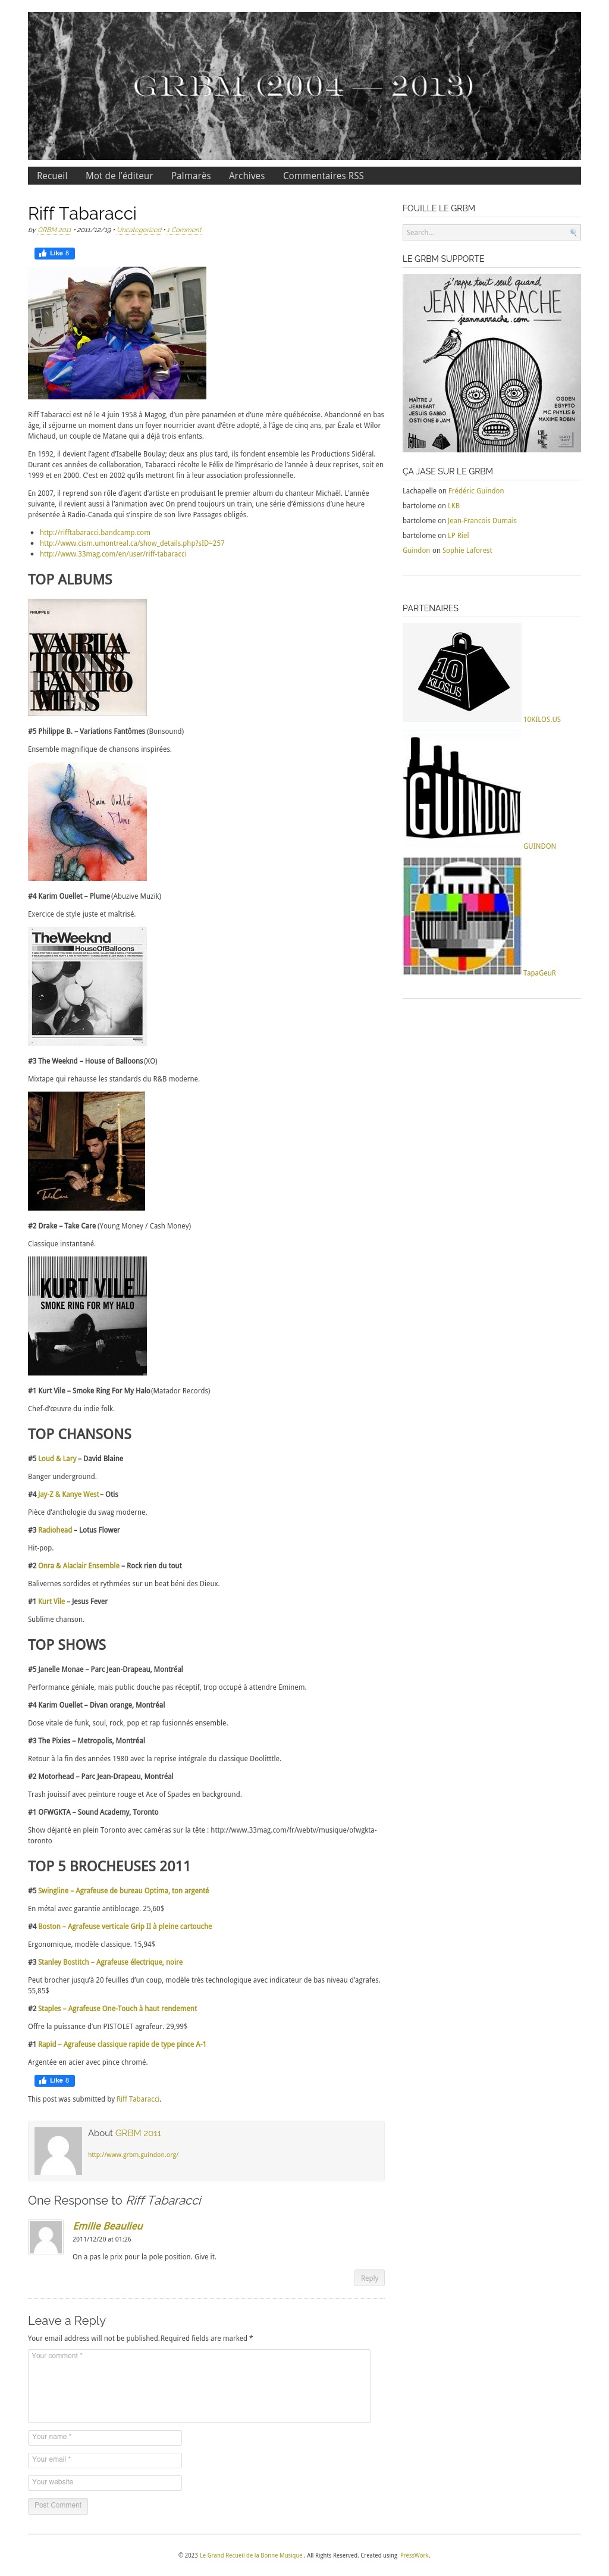 GRBM (2004 — 2013)
Recueil Mot de l'éditeur Palmarès Archives Commentaires RSS
Riff Tabaracci
by GRBM 2011 • 2011/12/19 • Uncategorized • 1 Comment
Like 8
Riff Tabaracci est né le 4 juin 1958 à Magog, d'un père panaméen et d'une mère québécoise. Abandonné en bas
âge, il séjourne un moment dans un foyer nourricier avant d'être adopté, à l'âge de cinq ans, par Ézala et Wilor
Michaud, un couple de Matane qui a déjà trois enfants.
En 1992, il devient l'agent d'Isabelle Boulay; deux ans plus tard, ils fondent ensemble les Productions Sidéral.
Durant ces années de collaboration, Tabaracci récolte le Félix de l'imprésario de l'année à deux reprises, soit en
1999 et en 2000. C'est en 2002 qu'ils mettront fin à leur association professionnelle.
En 2007, il reprend son rôle d'agent d'artiste en produisant le premier album du chanteur Michaël. L'année
suivante, il revient aussi à l'animation avec On prend toujours un train, une série d'émissions d'une heure
présentée à Radio-Canada qui s'inspire de son livre Passages obligés.
http://rifftabaracci.bandcamp.com
http://www.cism.umontreal.ca/show_details.php?sID=257
http://www.33mag.com/en/user/riff-tabaracci
TOP ALBUMS
PHILIPPE B
VARIA
TIONS
FANTO
MES
#5 Philippe B. – Variations Fantômes (Bonsound)
Ensemble magnifique de chansons inspirées.
Karim Ouellet
Plume
#4 Karim Ouellet – Plume (Abuzive Muzik)
Exercice de style juste et maîtrisé.
TheWeeknd
HouseOfBalloons
#3 The Weeknd – House of Balloons (XO)
Mixtape qui rehausse les standards du R&B moderne.
TakeCare
#2 Drake – Take Care (Young Money / Cash Money)
Classique instantané.
KURT VILE
SMOKE RING FOR MY HALO
#1 Kurt Vile – Smoke Ring For My Halo (Matador Records)
Chef-d'œuvre du indie folk.
TOP CHANSONS
#5 Loud & Lary – David Blaine
Banger underground.
#4 Jay-Z & Kanye West – Otis
Pièce d'anthologie du swag moderne.
#3 Radiohead – Lotus Flower
Hit-pop.
#2 Onra & Alaclair Ensemble – Rock rien du tout
Balivernes sordides et rythmées sur un beat béni des Dieux.
#1 Kurt Vile – Jesus Fever
Sublime chanson.
TOP SHOWS
#5 Janelle Monae – Parc Jean-Drapeau, Montréal
Performance géniale, mais public douche pas réceptif, trop occupé à attendre Eminem.
#4 Karim Ouellet – Divan orange, Montréal
Dose vitale de funk, soul, rock, pop et rap fusionnés ensemble.
#3 The Pixies – Metropolis, Montréal
Retour à la fin des années 1980 avec la reprise intégrale du classique Doolitttle.
#2 Motorhead – Parc Jean-Drapeau, Montréal
Trash jouissif avec peinture rouge et Ace of Spades en background.
#1 OFWGKTA – Sound Academy, Toronto
Show déjanté en plein Toronto avec caméras sur la tête : http://www.33mag.com/fr/webtv/musique/ofwgkta-
toronto
TOP 5 BROCHEUSES 2011
#5 Swingline – Agrafeuse de bureau Optima, ton argenté
En métal avec garantie antiblocage. 25,60$
#4 Boston – Agrafeuse verticale Grip II à pleine cartouche
Ergonomique, modèle classique. 15,94$
#3 Stanley Bostitch – Agrafeuse électrique, noire
Peut brocher jusqu'à 20 feuilles d'un coup, modèle très technologique avec indicateur de bas niveau d'agrafes.
55,85$
#2 Staples – Agrafeuse One-Touch à haut rendement
Offre la puissance d'un PISTOLET agrafeur. 29,99$
#1 Rapid – Agrafeuse classique rapide de type pince A-1
Argentée en acier avec pince chromé.
Like 8
This post was submitted by Riff Tabaracci.
About GRBM 2011
http://www.grbm.guindon.org/
One Response to Riff Tabaracci
Emilie Beaulieu
2011/12/20 at 01:26
On a pas le prix pour la pole position. Give it.
Reply
Leave a Reply
Your email address will not be published. Required fields are marked *
Your comment *
Your name *
Your email *
Your website
Post Comment
FOUILLE LE GRBM
Search...
LE GRBM SUPPORTE
j'rappe tout seul quand
JEAN NARRACHE
jeannarrache.com
MAÎTRE J
JEANBART
JESUIS GABBO
OSTI ONE & JAM
OGDEN
EGYPTO
MC PHYLIS &
MAXIME ROBIN
ÇA JASE SUR LE GRBM
Lachapelle on Frédéric Guindon
bartolome on LKB
bartolome on Jean-Francois Dumais
bartolome on LP Riel
Guindon on Sophie Laforest
PARTENAIRES
10
KILOS.US
10KILOS.US
GUINDON
GUINDON
TapaGeuR
© 2023 Le Grand Recueil de la Bonne Musique . All Rights Reserved. Created using PressWork.